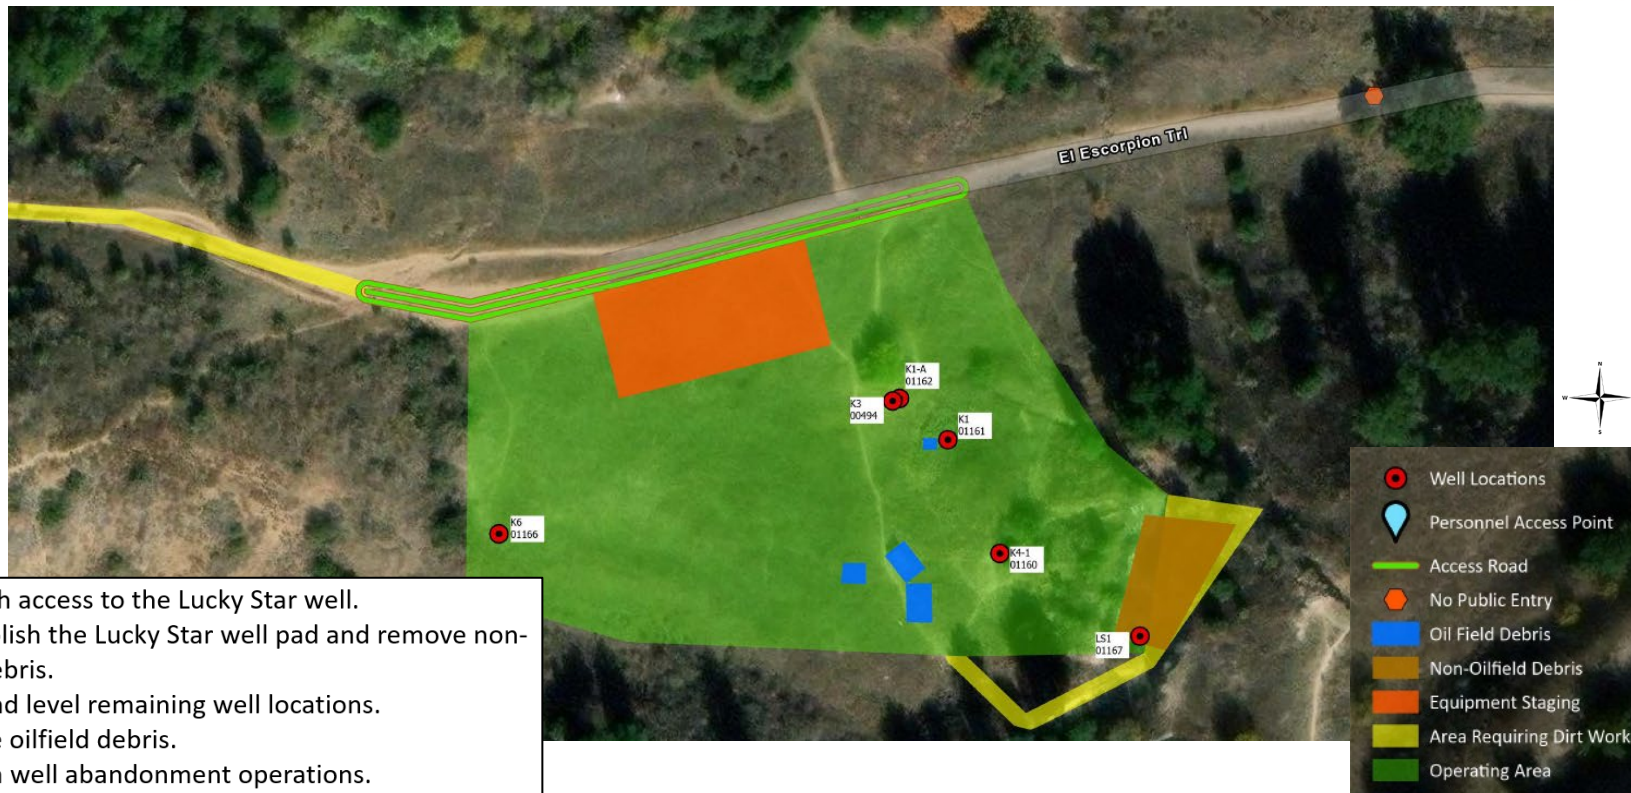 El Escorpion Trl
K1-A
01162
K3
00494
K1
01161
K6
01166
K4-1
01160
LS1
01167
N
W
S
access to the Lucky Star well.
the Lucky Star well pad and remove non-
level remaining well locations.
oilfield debris.
well abandonment operations.
Well Locations
Personnel Access Point
Access Road
No Public Entry
Oil Field Debris
Non-Oilfield Debris
Equipment Staging
Area Requiring Dirt Work
Operating Area